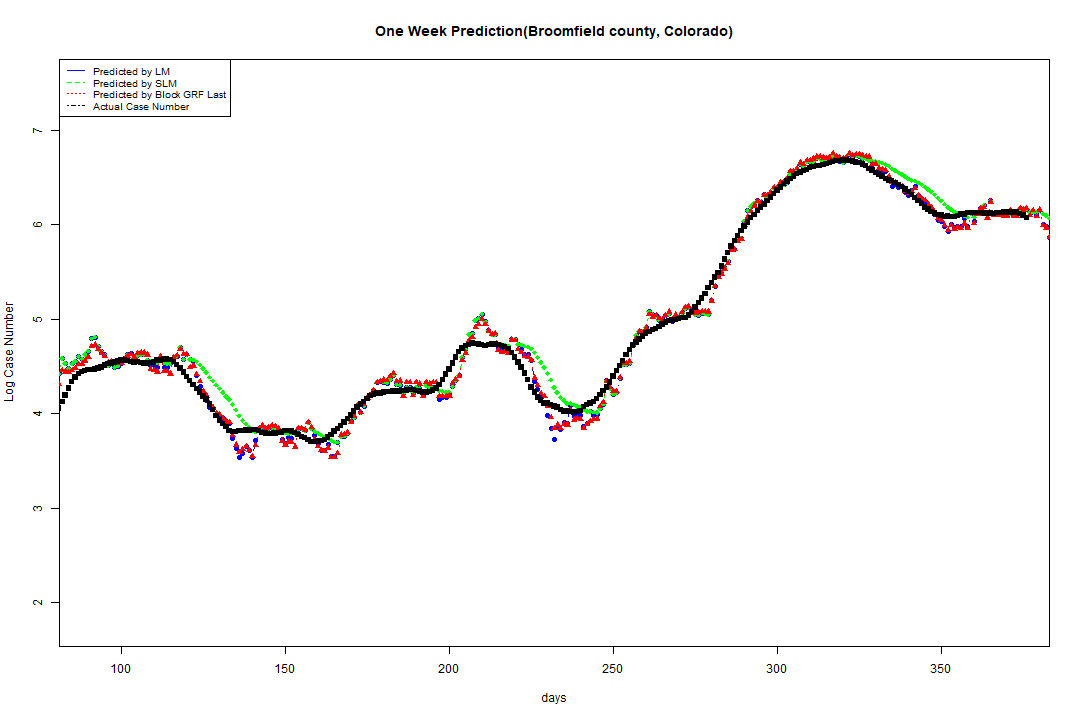 One Week Prediction(Broomfield county, Colorado)
Predicted by LM
Predicted by SLM
Predicted by Block GRF Last
Actual Case Number
7
6
5
4
3
2
Log Case Number
100 150 200 250 300 350
days